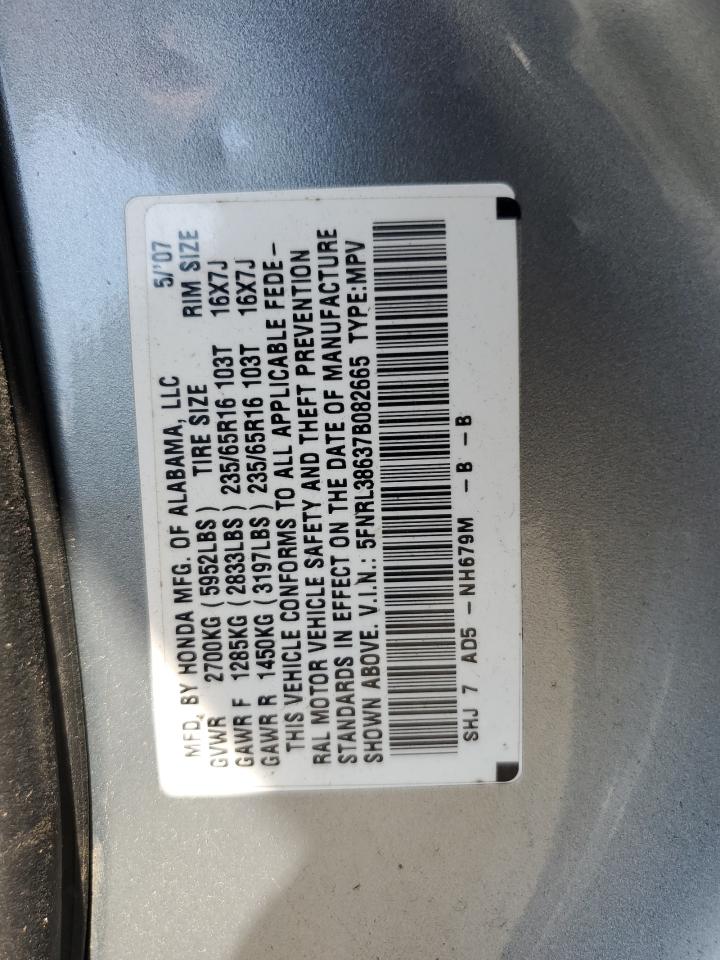 MFD. BY HONDA MFG. OF ALABAMA, LLC 5/'07
GVWR 2700KG (5952LBS) TIRE SIZE RIM SIZE
GAWR F 1285KG (2833LBS) 235/65R16 103T 16X7J
GAWR R 1450KG (3197LBS) 235/65R16 103T 16X7J
THIS VEHICLE CONFORMS TO ALL APPLICABLE FEDE-
RAL MOTOR VEHICLE SAFETY AND THEFT PREVENTION
STANDARDS IN EFFECT ON THE DATE OF MANUFACTURE
SHOWN ABOVE. V.I.N.: 5FNRL38637B082665 TYPE:MPV
SHJ 7 AD5 -NH679M -B -B